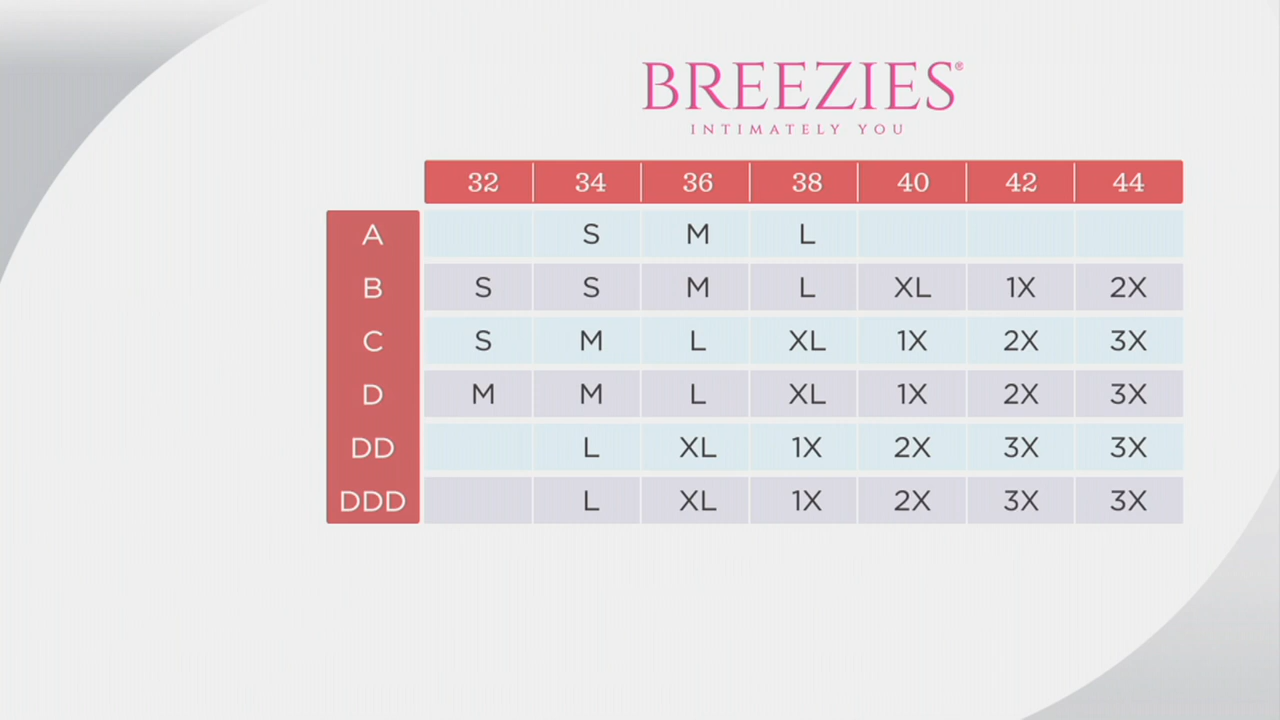 BREEZIES®
INTIMATELY YOU
32 34 36 38 40 42 44
A S M L
B S S M L XL 1X 2X
C S M L XL 1X 2X 3X
D M M L XL 1X 2X 3X
DD L XL 1X 2X 3X 3X
DDD L XL 1X 2X 3X 3X